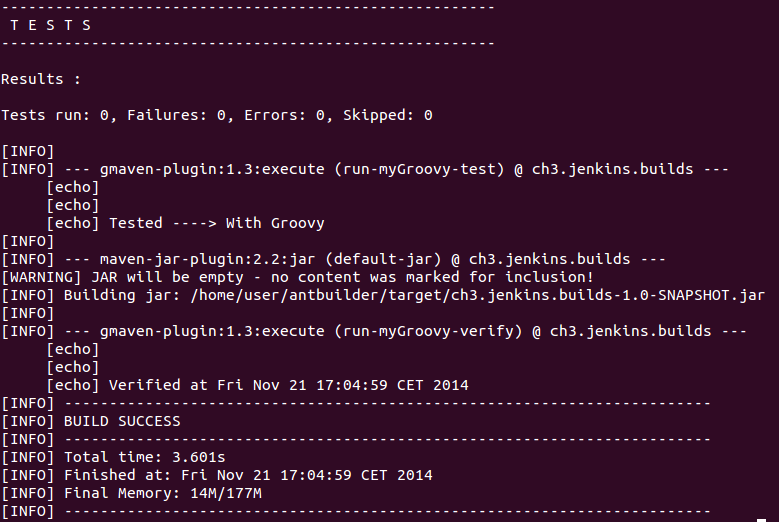 -------------------------------------------------------
 T E S T S
-------------------------------------------------------
Results :
Tests run: 0, Failures: 0, Errors: 0, Skipped: 0
[INFO]
[INFO] --- gmaven-plugin:1.3:execute (run-myGroovy-test) @ ch3.jenkins.builds ---
     [echo]
     [echo]
     [echo] Tested ----> With Groovy
[INFO]
[INFO] --- maven-jar-plugin:2.2:jar (default-jar) @ ch3.jenkins.builds ---
[WARNING] JAR will be empty - no content was marked for inclusion!
[INFO] Building jar: /home/user/antbuilder/target/ch3.jenkins.builds-1.0-SNAPSHOT.jar
[INFO]
[INFO] --- gmaven-plugin:1.3:execute (run-myGroovy-verify) @ ch3.jenkins.builds ---
     [echo]
     [echo]
     [echo] Verified at Fri Nov 21 17:04:59 CET 2014
[INFO] ------------------------------------------------------------------------
[INFO] BUILD SUCCESS
[INFO] ------------------------------------------------------------------------
[INFO] Total time: 3.601s
[INFO] Finished at: Fri Nov 21 17:04:59 CET 2014
[INFO] Final Memory: 14M/177M
[INFO] ------------------------------------------------------------------------